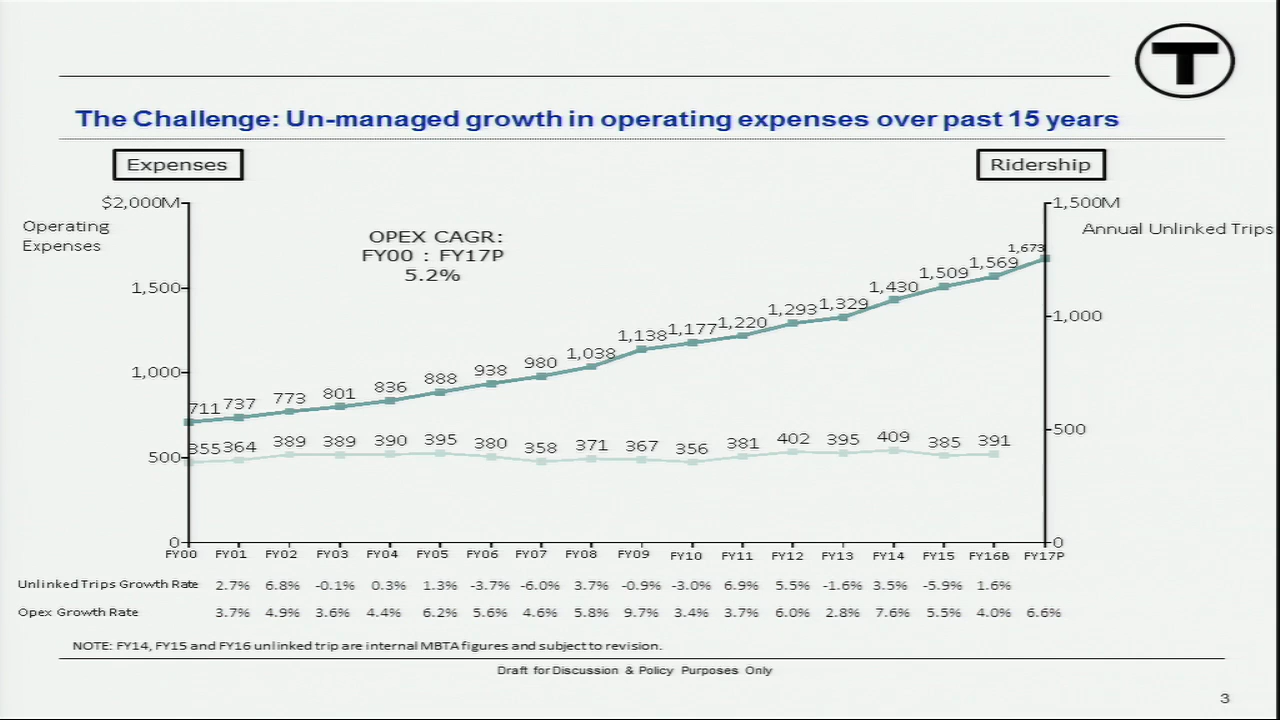 T
The Challenge: Un-managed growth in operating expenses over past 15 years
Expenses
Ridership
$2,000M
1,500M
Operating
Expenses
Annual Unlinked Trips
OPEX CAGR:
FY00 : FY17P
5.2%
1,500
1,000
500
0
1,000
500
0
711 737 773 801 836 888 938 980 1,038 1,138 1,177 1,220 1,293 1,329 1,430 1,509 1,569 1,673
355 364 389 389 390 395 380 358 371 367 356 381 402 395 409 385 391
FY00 FY01 FY02 FY03 FY04 FY05 FY06 FY07 FY08 FY09 FY10 FY11 FY12 FY13 FY14 FY15 FY16B FY17P
Unlinked Trips Growth Rate 2.7% 6.8% -0.1% 0.3% 1.3% -3.7% -6.0% 3.7% -0.9% -3.0% 6.9% 5.5% -1.6% 3.5% -5.9% 1.6%
Opex Growth Rate 3.7% 4.9% 3.6% 4.4% 6.2% 5.6% 4.6% 5.8% 9.7% 3.4% 3.7% 6.0% 2.8% 7.6% 5.5% 4.0% 6.6%
NOTE: FY14, FY15 and FY16 unlinked trip are internal MBTA figures and subject to revision.
Draft for Discussion & Policy Purposes Only
3